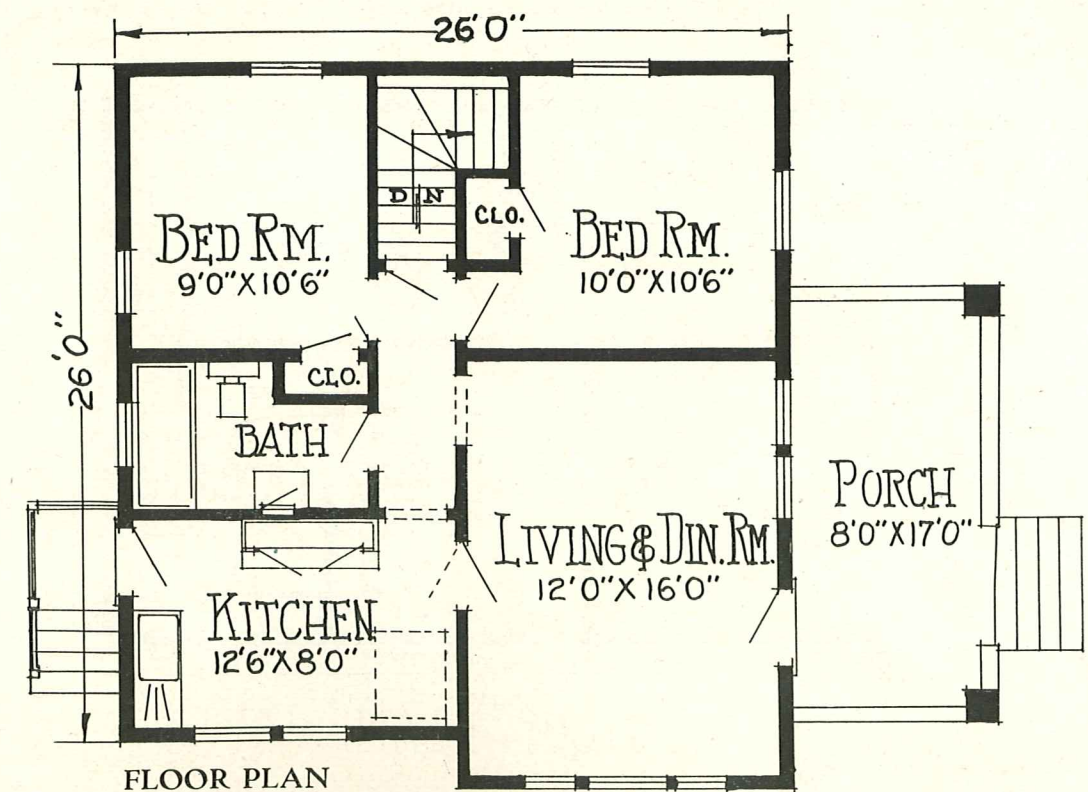 26'0"
26'0"
BED RM.
9'0"X10'6"
DN
CLO.
BED RM.
10'0"X10'6"
CLO.
BATH
PORCH
8'0"X17'0"
LIVING & DIN. RM.
12'0"X16'0"
KITCHEN
12'6"X8'0"
FLOOR PLAN